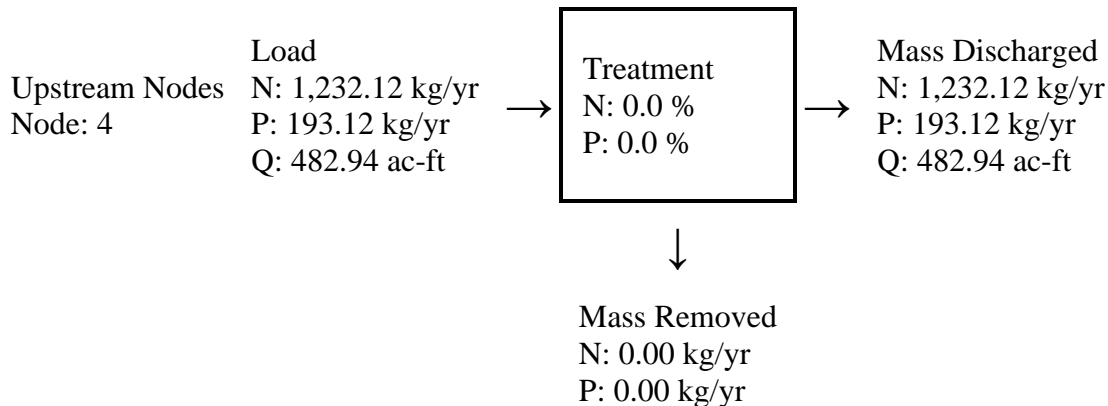 Upstream Nodes
Node: 4
Load
N: 1,232.12 kg/yr
P: 193.12 kg/yr
Q: 482.94 ac-ft
→
Treatment
N: 0.0 %
P: 0.0 %
→
Mass Discharged
N: 1,232.12 kg/yr
P: 193.12 kg/yr
Q: 482.94 ac-ft
↓
Mass Removed
N: 0.00 kg/yr
P: 0.00 kg/yr